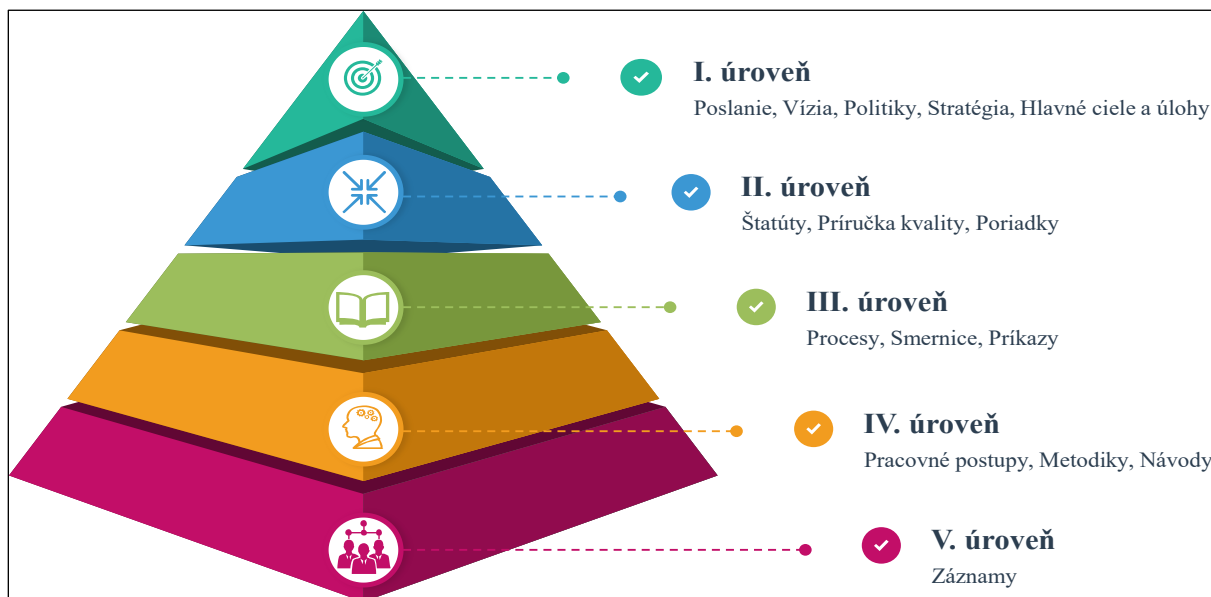 I. úroveň
Poslanie, Vízia, Politiky, Stratégia, Hlavné ciele a úlohy
II. úroveň
Štatúty, Príručka kvality, Poriadky
III. úroveň
Procesy, Smernice, Príkazy
IV. úroveň
Pracovné postupy, Metodiky, Návody
V. úroveň
Záznamy